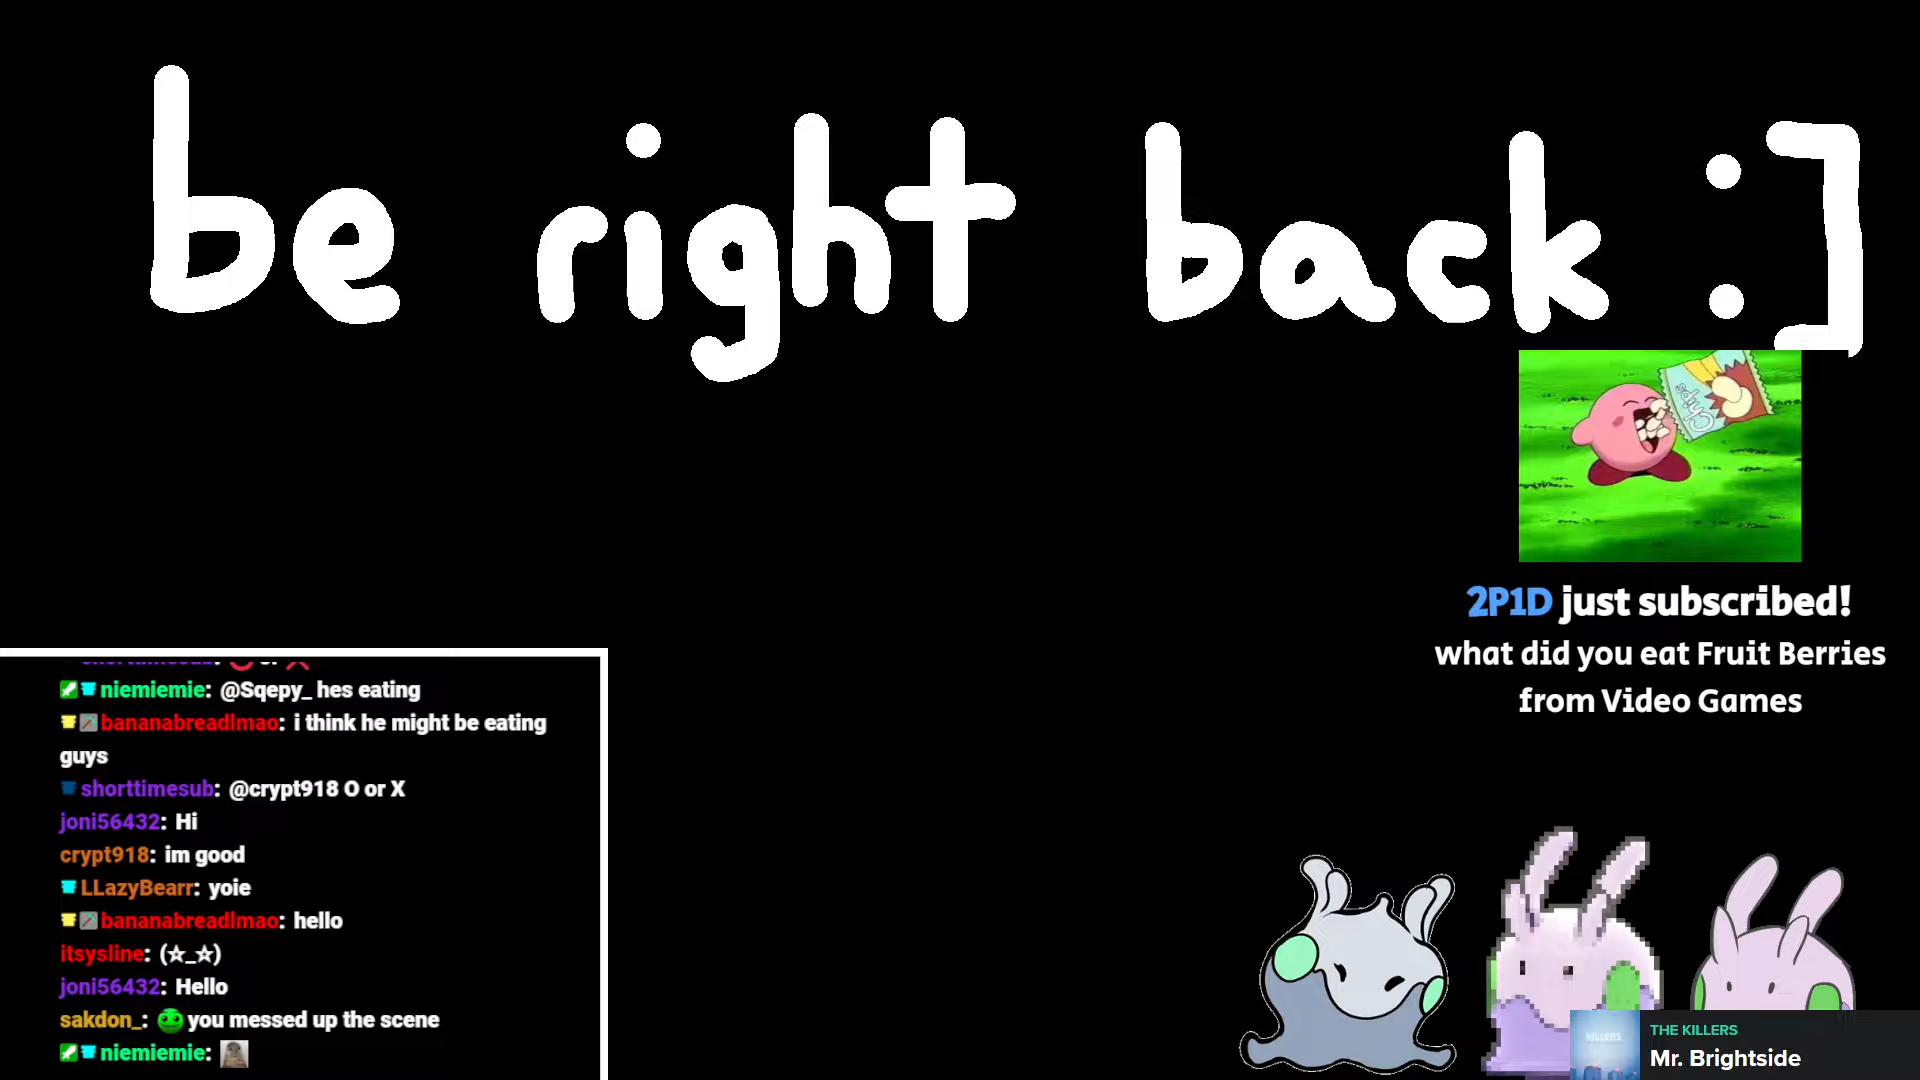 be right back :]
Chips
2P1D just subscribed!
what did you eat Fruit Berries
from Video Games
niemiemie: @Sqepy_ hes eating
bananabreadlmao: i think he might be eating
guys
shorttimesub: @crypt918 O or X
joni56432: Hi
crypt918: im good
LLazyBearr: yoie
bananabreadlmao: hello
itsysline: (☆_☆)
joni56432: Hello
sakdon_: you messed up the scene
niemiemie:
THE KILLERS
Mr. Brightside